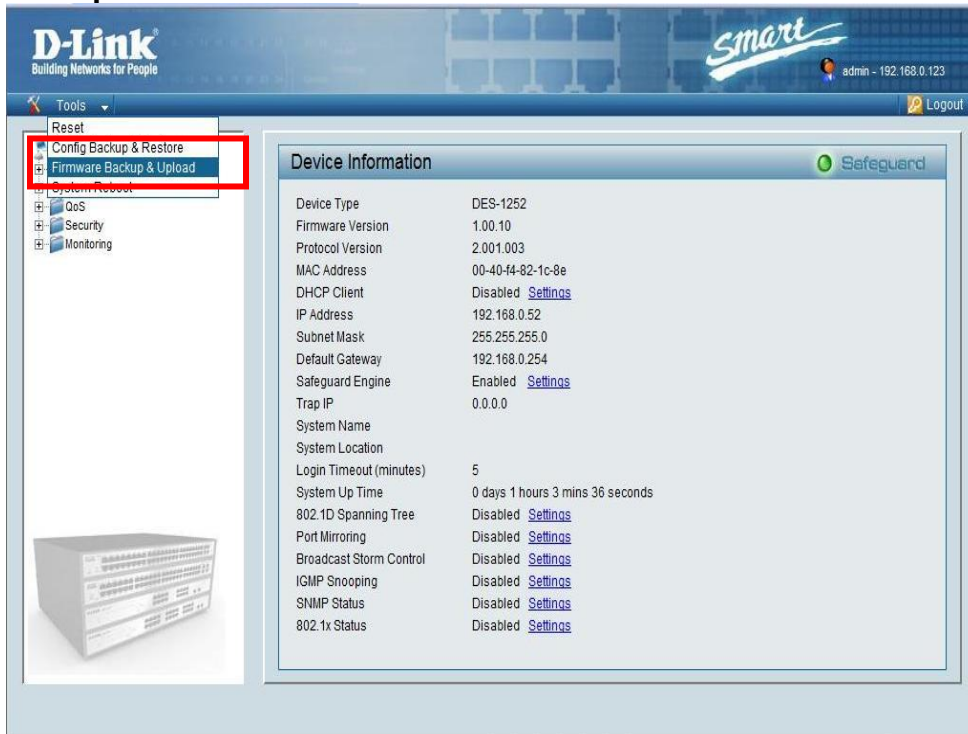 D-Link
Building Networks for People
smart
admin - 192.168.0.123
Tools
Logout
Reset
Config Backup & Restore
Firmware Backup & Upload
System Reboot
QoS
Security
Monitoring
Device Information
Safeguard
Device Type DES-1252
Firmware Version 1.00.10
Protocol Version 2.001.003
MAC Address 00-40-f4-82-1c-8e
DHCP Client Disabled Settings
IP Address 192.168.0.52
Subnet Mask 255.255.255.0
Default Gateway 192.168.0.254
Safeguard Engine Enabled Settings
Trap IP 0.0.0.0
System Name
System Location
Login Timeout (minutes) 5
System Up Time 0 days 1 hours 3 mins 36 seconds
802.1D Spanning Tree Disabled Settings
Port Mirroring Disabled Settings
Broadcast Storm Control Disabled Settings
IGMP Snooping Disabled Settings
SNMP Status Disabled Settings
802.1x Status Disabled Settings